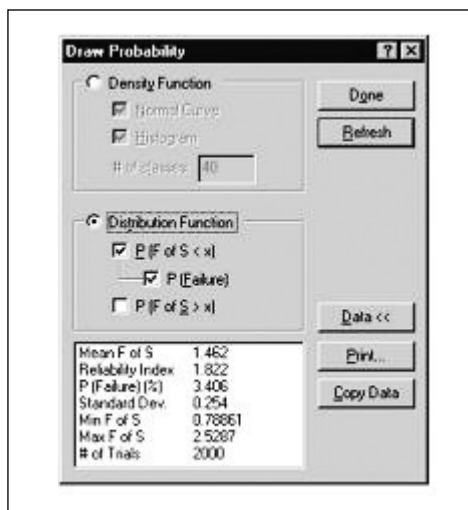 Draw Probability
Density Function
Normal Curve
Histogram
# of classes: 40
Distribution Function
P (F of S < x)
P (Failure)
P (F of S > x)
Done
Refresh
Data <<
Print...
Copy Data
Mean F of S 1.462
Reliability Index 1.822
P (Failure) (%) 3.406
Standard Dev. 0.254
Min F of S 0.78861
Max F of S 2.5287
# of Trials 2000